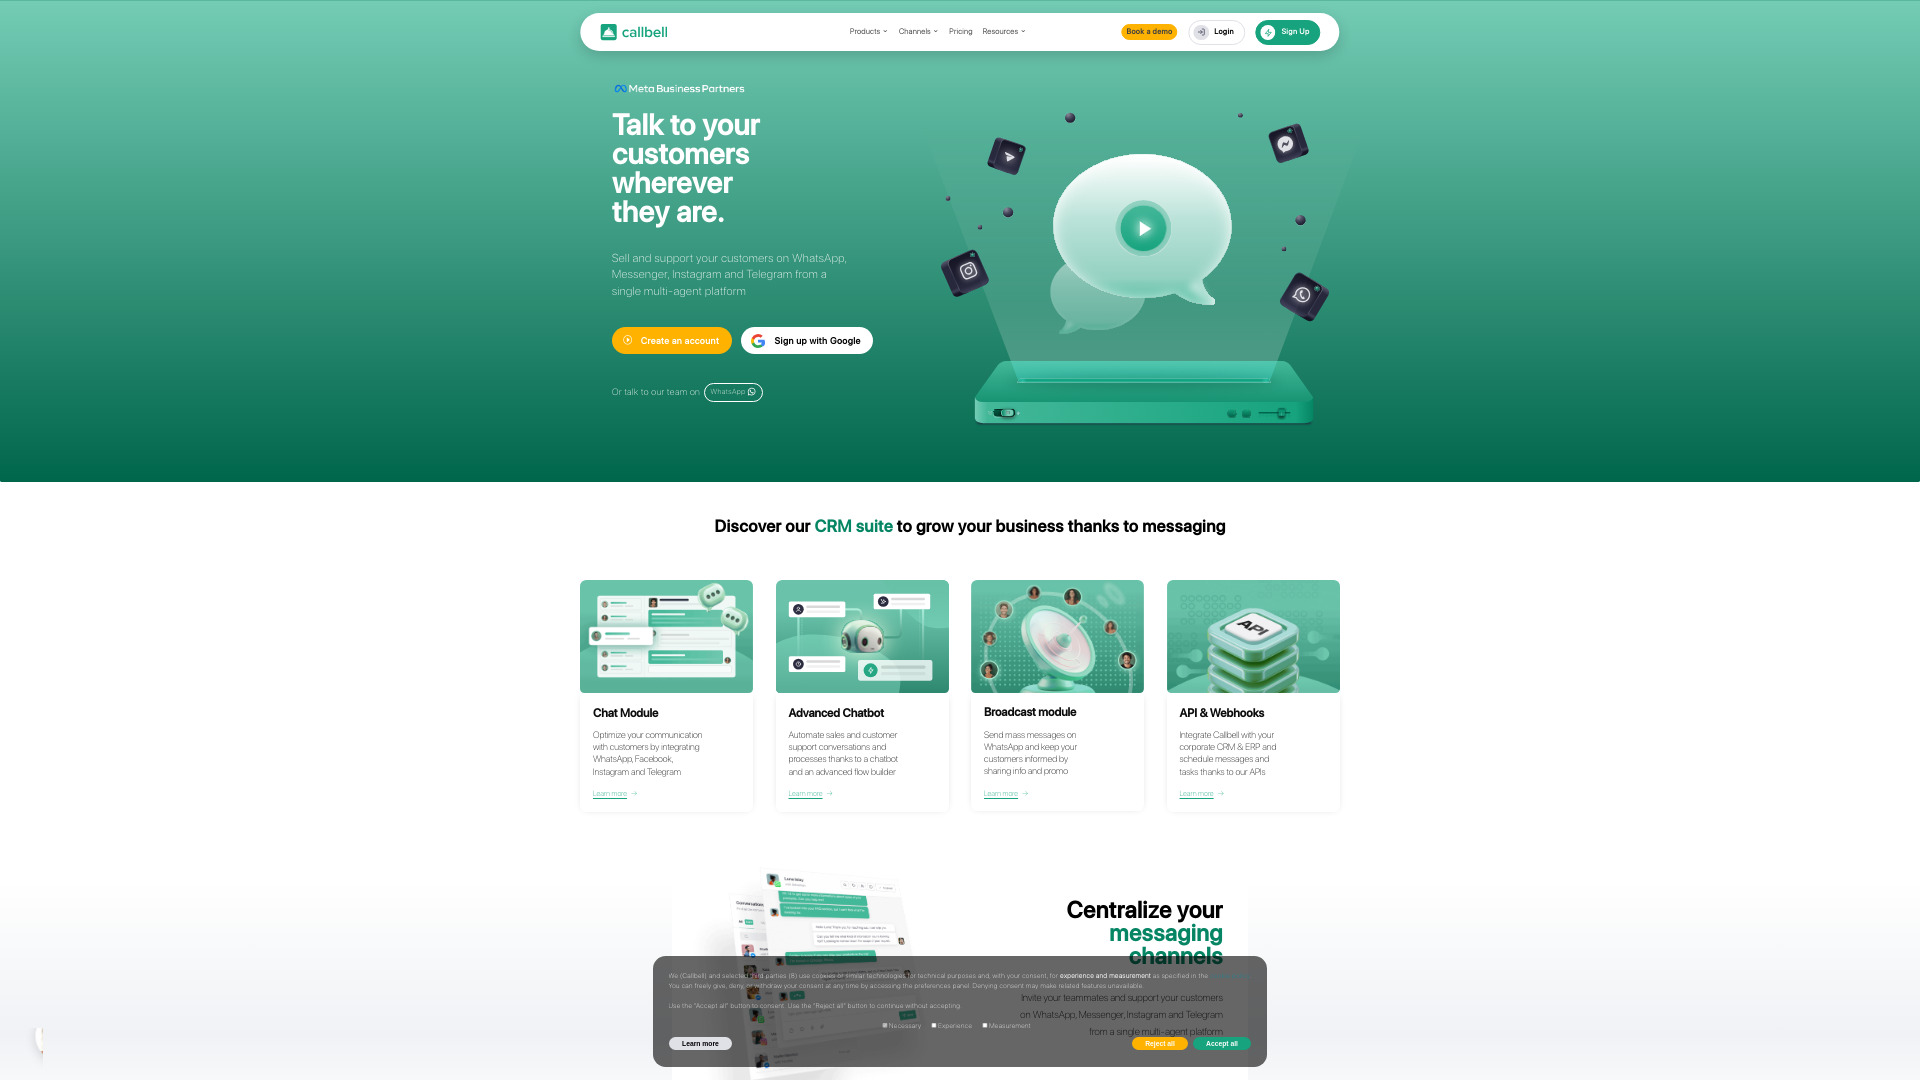 callbell
Products
Channels
Pricing
Resources
Book a demo
Login
Sign Up
Meta Business Partners
Talk to your
customers
wherever
they are.
Sell and support your customers on WhatsApp,
Messenger, Instagram and Telegram from a
single multi-agent platform
Create an account
Sign up with Google
Or talk to our team on
WhatsApp
Discover our CRM suite to grow your business thanks to messaging
API
Chat Module
Optimize your communication
with customers by integrating
WhatsApp, Facebook,
Instagram and Telegram
Learn more
Advanced Chatbot
Automate sales and customer
support conversations and
processes thanks to a chatbot
and an advanced flow builder
Learn more
Broadcast module
Send mass messages on
WhatsApp and keep your
customers informed by
sharing info and promo
Learn more
API & Webhooks
Integrate Callbell with your
corporate CRM & ERP and
schedule messages and
tasks thanks to our APIs
Learn more
Centralize your
messaging
channels
Invite your teammates and support your customers
on WhatsApp, Messenger, Instagram and Telegram
from a single multi-agent platform
We (Callbell) and selected third parties (8) use cookies or similar technologies for technical purposes and, with your consent, for experience and measurement as specified in the
You can freely give, deny, or withdraw your consent at any time by accessing the preferences panel. Denying consent may make related features unavailable.
Use the "Accept all" button to consent. Use the "Reject all" button to continue without accepting.
Necessary
Experience
Measurement
Learn more
Reject all
Accept all